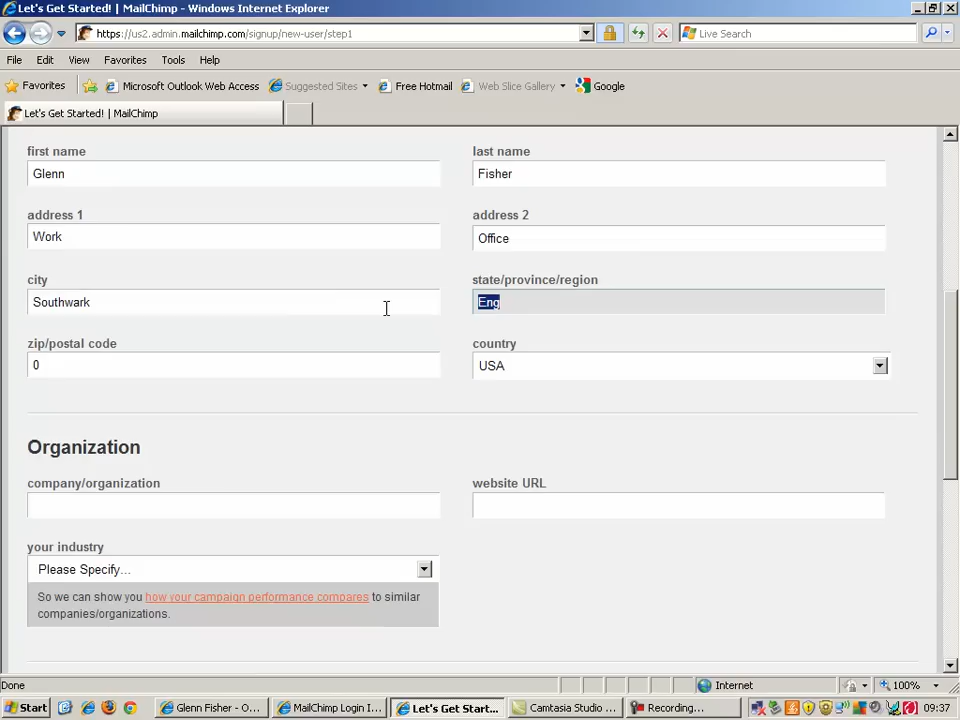 Let's Get Started! | MailChimp - Windows Internet Explorer
https://us2.admin.mailchimp.com/signup/new-user/step1
Live Search
File Edit View Favorites Tools Help
Favorites Microsoft Outlook Web Access Suggested Sites Free Hotmail Web Slice Gallery Google
Let's Get Started! | MailChimp
first name last name
Glenn Fisher
address 1 address 2
Work Office
city state/province/region
Southwark Eng
zip/postal code country
0 USA
Organization
company/organization website URL
your industry
Please Specify...
So we can show you how your campaign performance compares to similar
companies/organizations.
Done Internet 100%
Start Glenn Fisher - O... MailChimp Login I... Let's Get Start... Camtasia Studio ... Recording... 09:37